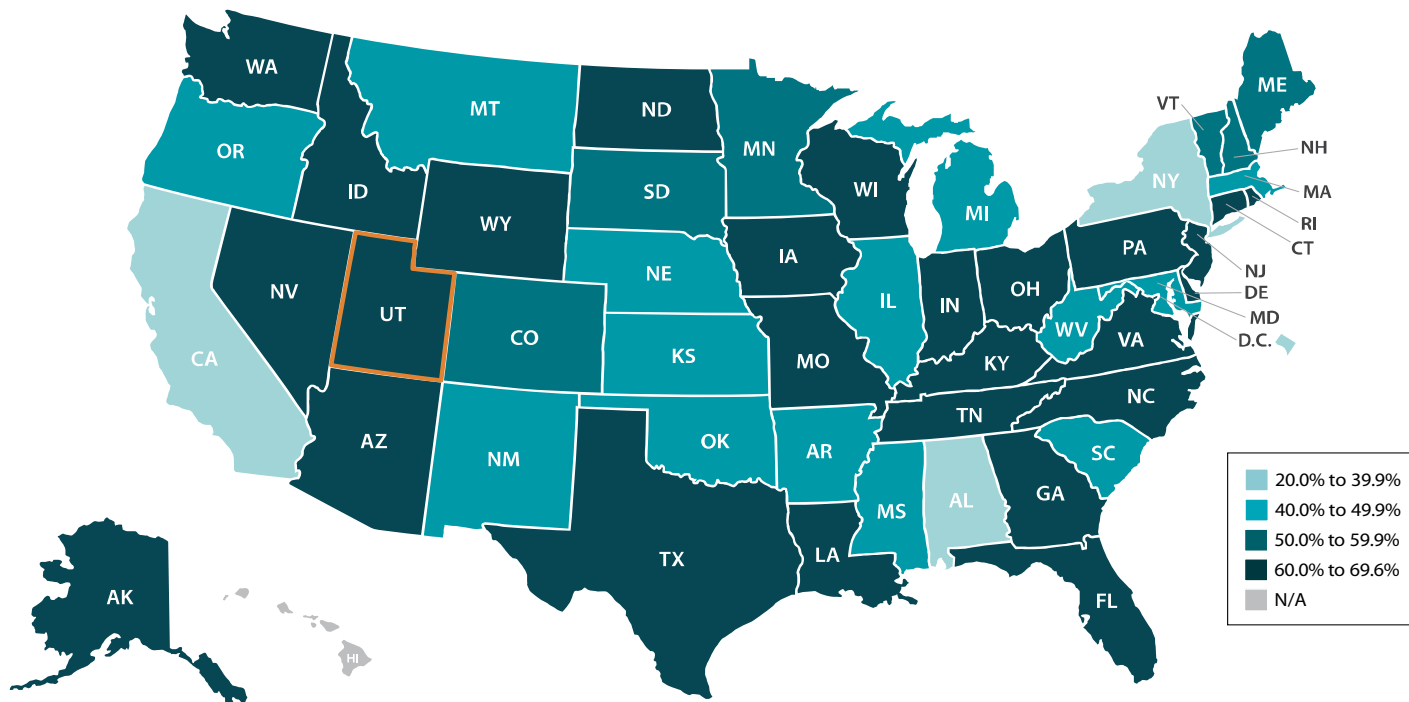 WA
MT
ND
MN
ME
VT
NH
OR
ID
SD
WI
NY
MA
MI
RI
WY
CT
IA
PA
NE
NJ
NV
UT
IL
IN
OH
DE
CO
MD
WV
D.C.
VA
CA
KS
MO
KY
NC
TN
AZ
NM
OK
AR
SC
GA
MS
AL
20.0% to 39.9%
40.0% to 49.9%
50.0% to 59.9%
60.0% to 69.6%
N/A
TX
LA
FL
AK
HI